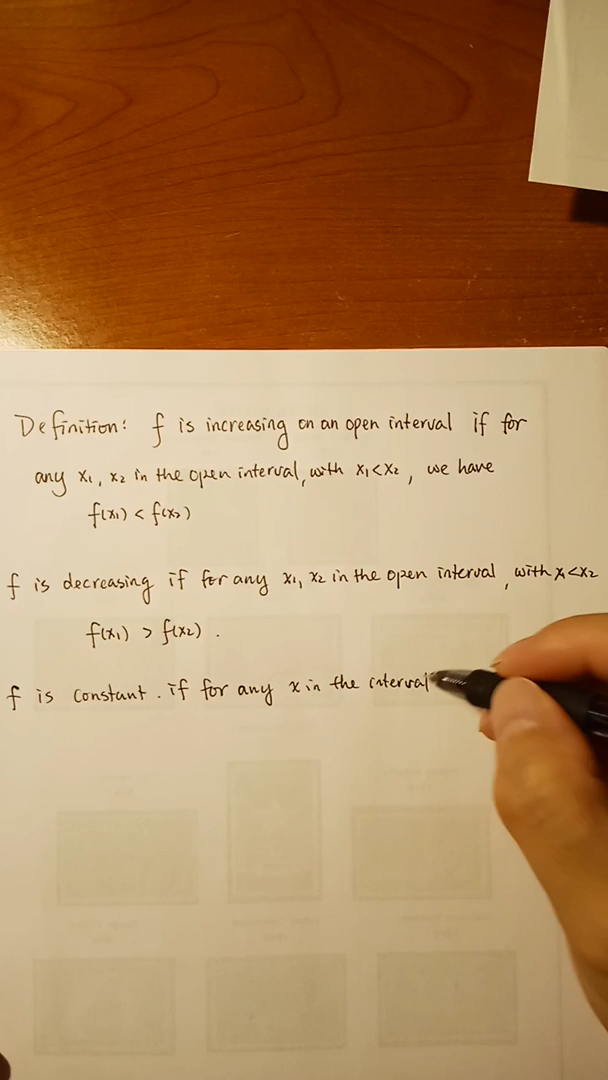 Definition: f is increasing on an open interval if for
any x₁, x₂ in the open interval, with x₁<x₂, we have
f(x₁) < f(x₂)
f is decreasing if for any x₁, x₂ in the open interval, with x₁<x₂
f(x₁) > f(x₂).
f is constant. if for any x in the interval